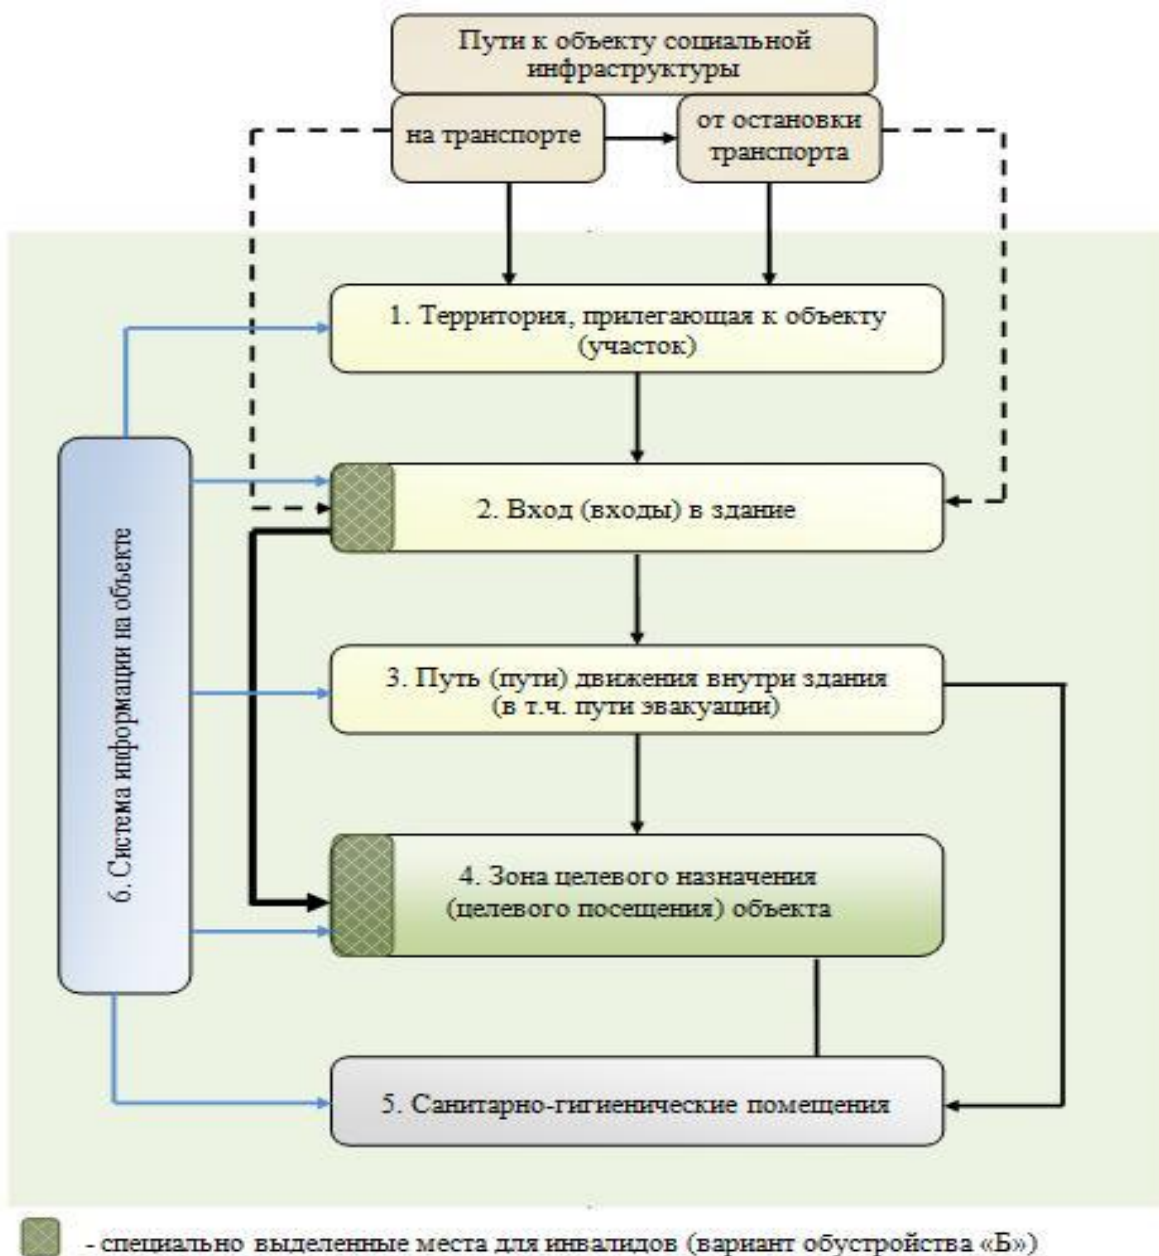 Пути к объекту социальной
инфраструктуры
на транспорте
от остановки
транспорта
1. Территория, прилегающая к объекту
(участок)
2. Вход (входы) в здание
3. Путь (пути) движения внутри здания
(в т.ч. пути эвакуации)
4. Зона целевого назначения
(целевого посещения) объекта
5. Санитарно-гигиенические помещения
6. Система информации на объекте
- специально выделенные места для инвалидов (вариант обустройства «Б»)